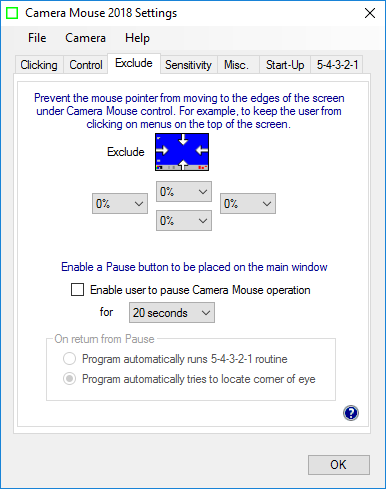 Camera Mouse 2018 Settings
File Camera Help
Clicking Control Exclude Sensitivity Misc. Start-Up 5-4-3-2-1
Prevent the mouse pointer from moving to the edges of the screen
under Camera Mouse control. For example, to keep the user from
clicking on menus on the top of the screen.
Exclude
0%
0% 0%
0%
Enable a Pause button to be placed on the main window
Enable user to pause Camera Mouse operation
for 20 seconds
On return from Pause
Program automatically runs 5-4-3-2-1 routine
Program automatically tries to locate corner of eye
?
OK